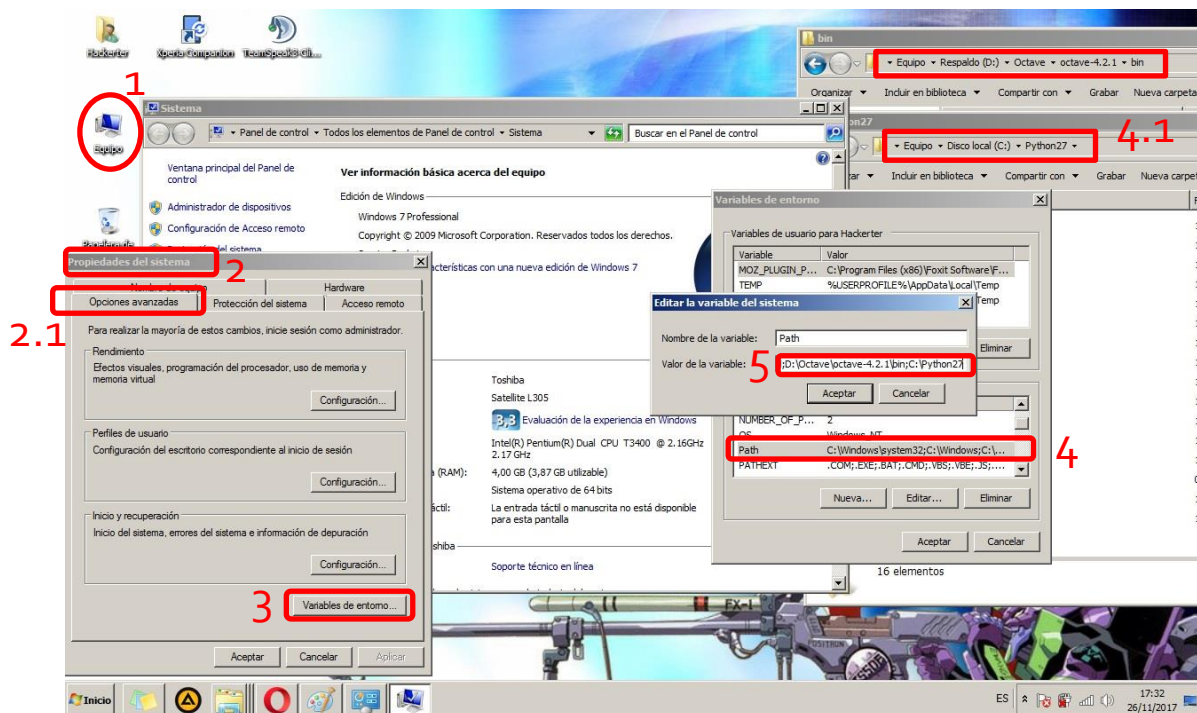 Hackerter
Xperia Companion
TeamSpeak 3 Cli...
1
Equipo
bin
Equipo ▸ Respaldo (D:) ▸ Octave ▸ octave-4.2.1 ▸ bin
Organizar
Incluir en biblioteca
Compartir con
Grabar
Nueva carpeta
Sistema
Panel de control ▸ Todos los elementos de Panel de control ▸ Sistema
Buscar en el Panel de control
4.1
Equipo ▸ Disco local (C:) ▸ Python27
Incluir en biblioteca
Compartir con
Grabar
Ventana principal del Panel de
control
Administrador de dispositivos
Configuración de Acceso remoto
Ver información básica acerca del equipo
Edición de Windows
Windows 7 Professional
Copyright © 2009 Microsoft Corporation. Reservados todos los derechos.
con una nueva edición de Windows 7
Toshiba
Satellite L305
3,3 Evaluación de la experiencia en Windows
Intel(R) Pentium(R) Dual CPU T3400 @ 2.16GHz
2.17 GHz
(RAM):
4,00 GB (3,87 GB utilizable)
Sistema operativo de 64 bits
La entrada táctil o manuscrita no está disponible
para esta pantalla
Soporte técnico en línea
Propiedades del sistema
2
Hardware
2.1
Opciones avanzadas
Protección del sistema
Acceso remoto
Para realizar la mayoría de estos cambios, inicie sesión como administrador.
Rendimiento
Efectos visuales, programación del procesador, uso de memoria y
memoria virtual
Configuración...
Perfiles de usuario
Configuración del escritorio correspondiente al inicio de sesión
Configuración...
Inicio y recuperación
Inicio del sistema, errores del sistema e información de depuración
Configuración...
3
Variables de entorno...
Aceptar
Cancelar
Aplicar
Variables de entorno
Variables de usuario para Hackerter
Variable
Valor
MOZ_PLUGIN_P...
C:\Program Files (x86)\Foxit Software\F...
TEMP
%USERPROFILE%\AppData\Local\Temp
Eliminar
Editar la variable del sistema
Nombre de la variable:
Path
Valor de la variable:
5
;D:\Octave\octave-4.2.1\bin;C:\Python27
Aceptar
Cancelar
NUMBER_OF_P...
2
OS
Windows_NT
Path
C:\Windows\system32;C:\Windows;C:\...
4
PATHEXT
.COM;.EXE;.BAT;.CMD;.VBS;.VBE;.JS;....
Nueva...
Editar...
Eliminar
Aceptar
Cancelar
16 elementos
FX-1
POSITRON
Inicio
ES
17:32
26/11/2017